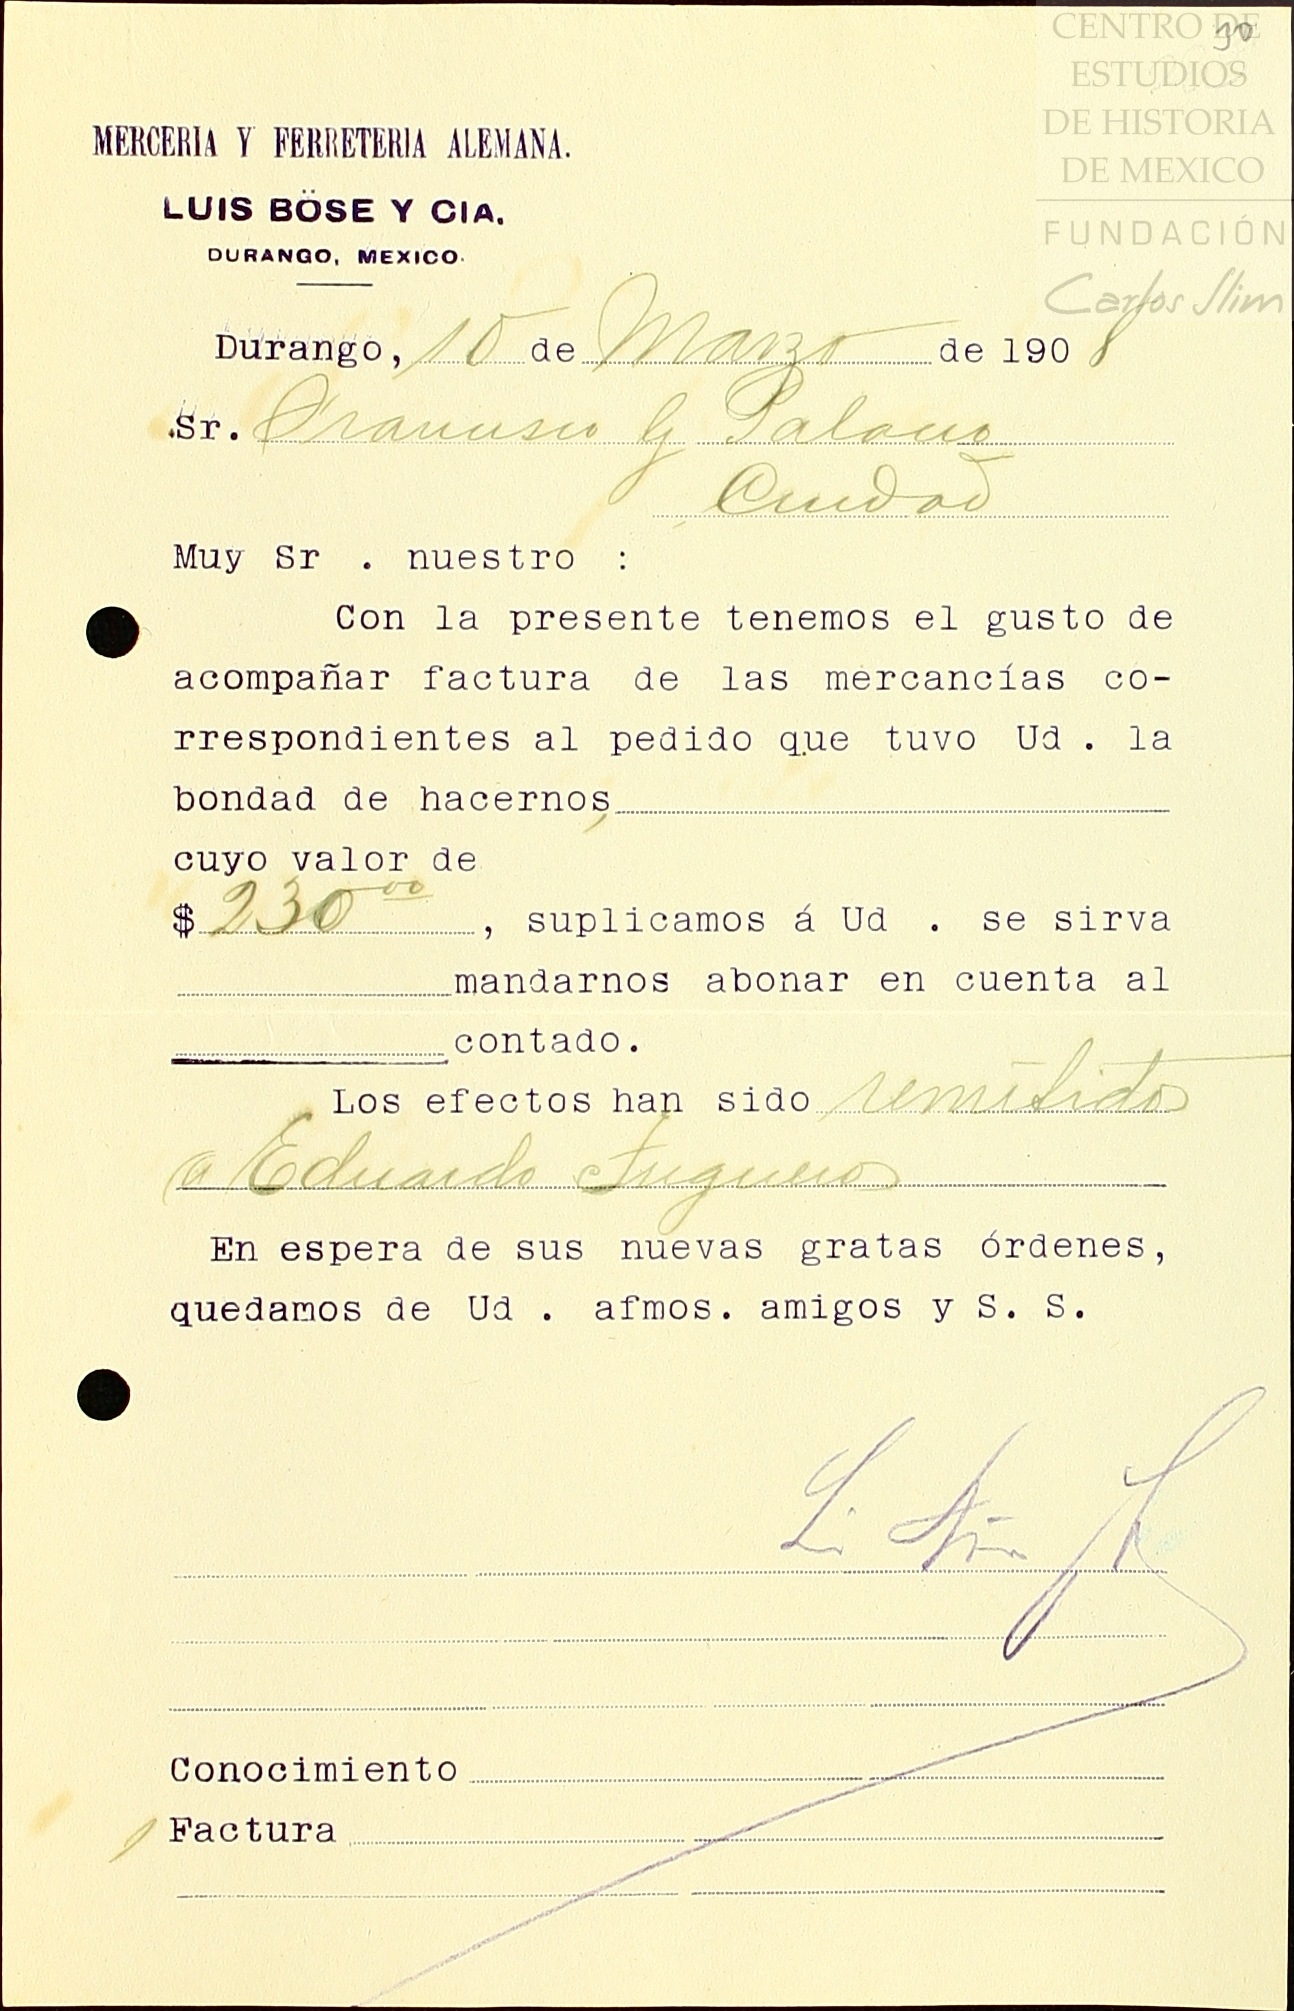 CENTRO DE
ESTUDIOS
DE HISTORIA
DE MEXICO
FUNDACIÓN
Carlos Slim
30
MERCERIA Y FERRETERIA ALEMANA.
LUIS BÖSE Y CIA.
DURANGO, MEXICO.
Durango, 10 de Marzo de 1908
Sr. Francisco G Palacio
Ciudad
Muy Sr . nuestro :
Con la presente tenemos el gusto de
acompañar factura de las mercancías co-
rrespondientes al pedido que tuvo Ud . la
bondad de hacernos,
cuyo valor de
$ 230 00, suplicamos á Ud . se sirva
mandarnos abonar en cuenta al
contado.
Los efectos han sido remitidos
a Eduardo
En espera de sus nuevas gratas órdenes,
quedamos de Ud . afmos. amigos y S. S.
Conocimiento
1 Factura